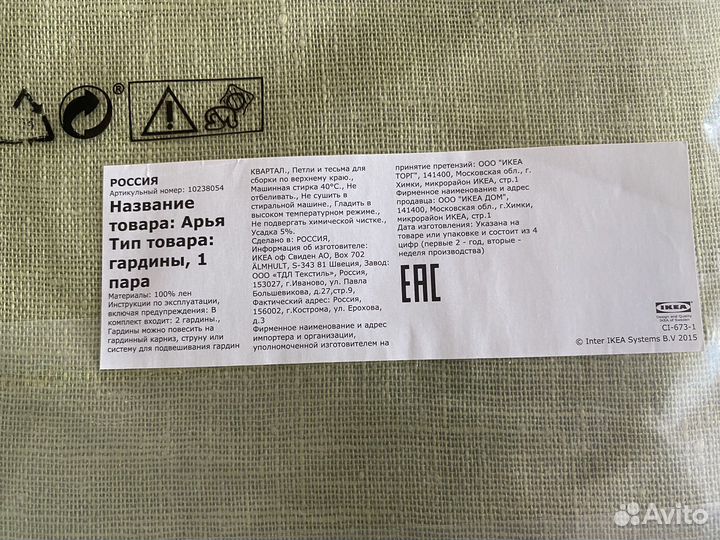 РОССИЯ
Артикульный номер: 10238054
Название
товара: Арья
Тип товара:
гардины, 1
пара
Материалы: 100% лен
Инструкции по эксплуатации,
включая предупреждения: В
комплект входит: 2 гардины.,
Гардины можно повесить на
гардинный карниз, струну или
систему для подвешивания гардин
КВАРТАЛ., Петли и тесьма для
сборки по верхнему краю.,
Машинная стирка 40°C., Не
отбеливать., Не сушить в
стиральной машине., Гладить в
высоком температурном режиме.,
Не подвергать химической чистке.,
Усадка 5%.
Сделано в: РОССИЯ,
Информация об изготовителе:
ИКЕА оф Свиден АО, Box 702
ÄLMHULT, S-343 81 Швеция, Завод:
ООО «ТДЛ Текстиль», Россия,
153027, г.Иваново, ул. Павла
Большевикова, д.27,стр.9,
Фактический адрес: Россия,
156002, г.Кострома, ул. Ерохова,
д.3
Фирменное наименование и адрес
импортера и организации,
уполномоченной изготовителем на
принятие претензий: ООО "ИКЕА
ТОРГ", 141400, Московская обл., г.
Химки, микрорайон ИКЕА, стр.1
Фирменное наименование и адрес
продавца: ООО "ИКЕА ДОМ",
141400, Московская обл., г.Химки,
микрорайон ИКЕА, стр.1
Дата изготовления: Указана на
товаре или упаковке и состоит из 4
цифр (первые 2 - год, вторые -
неделя производства)
EAC
IKEA
Design and Quality
IKEA of Sweden
CI-673-1
© Inter IKEA Systems B.V 2015
Avito